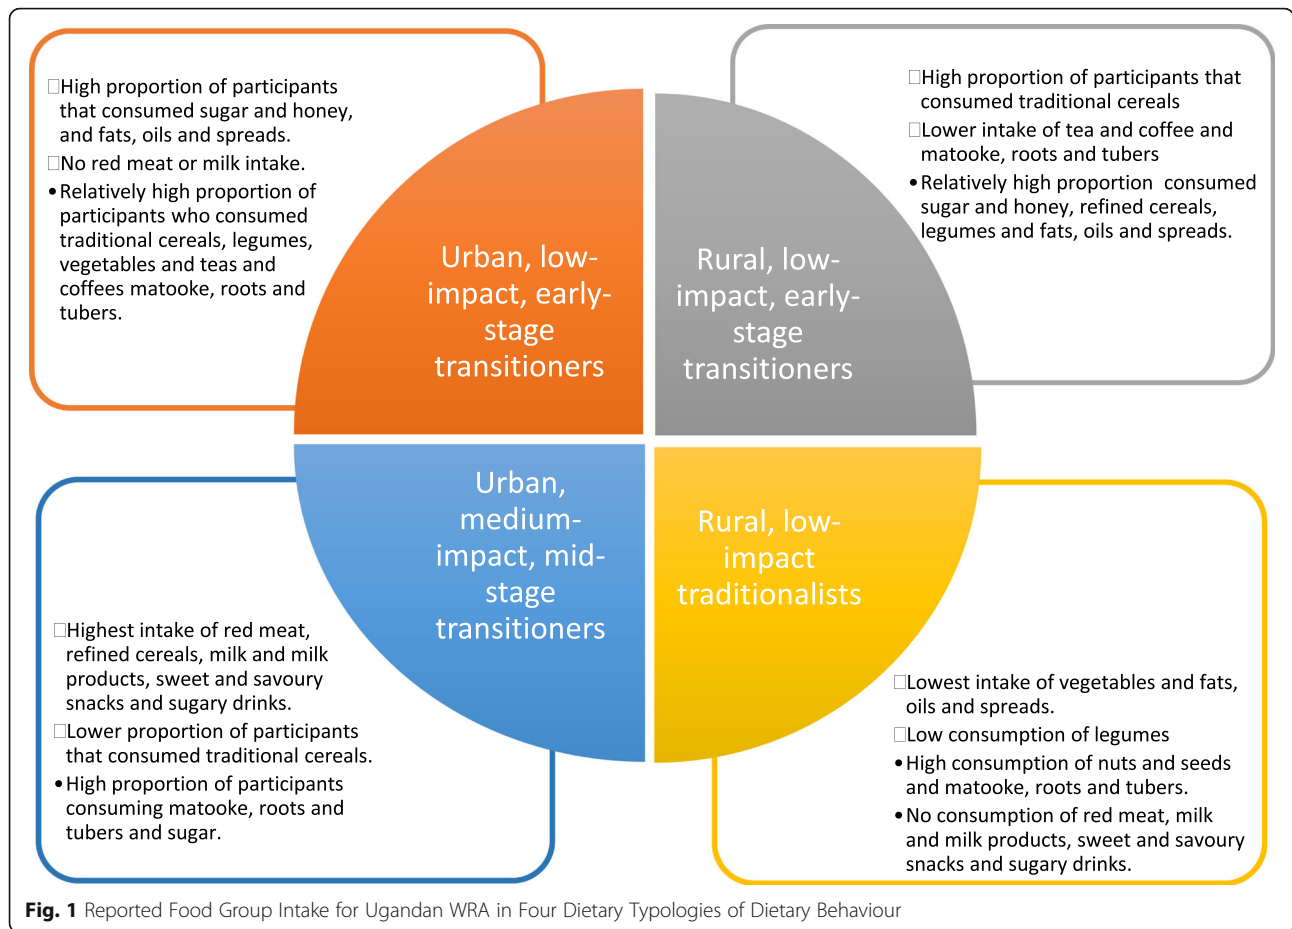 □High proportion of participants
that consumed sugar and honey,
and fats, oils and spreads.
□No red meat or milk intake.
•Relatively high proportion of
participants who consumed
traditional cereals, legumes,
vegetables and teas and
coffees matooke, roots and
tubers.
□High proportion of participants that
consumed traditional cereals
□Lower intake of tea and coffee and
matooke, roots and tubers
•Relatively high proportion consumed
sugar and honey, refined cereals,
legumes and fats, oils and spreads.
Urban, low-
impact, early-
stage
transitioners
Rural, low-
impact, early-
stage
transitioners
Urban,
medium-
impact, mid-
stage
transitioners
Rural, low-
impact
traditionalists
□Highest intake of red meat,
refined cereals, milk and milk
products, sweet and savoury
snacks and sugary drinks.
□Lower proportion of participants
that consumed traditional cereals.
•High proportion of participants
consuming matooke, roots and
tubers and sugar.
□Lowest intake of vegetables and fats,
oils and spreads.
□Low consumption of legumes
•High consumption of nuts and seeds
and matooke, roots and tubers.
•No consumption of red meat, milk
and milk products, sweet and savoury
snacks and sugary drinks.
Fig. 1 Reported Food Group Intake for Ugandan WRA in Four Dietary Typologies of Dietary Behaviour